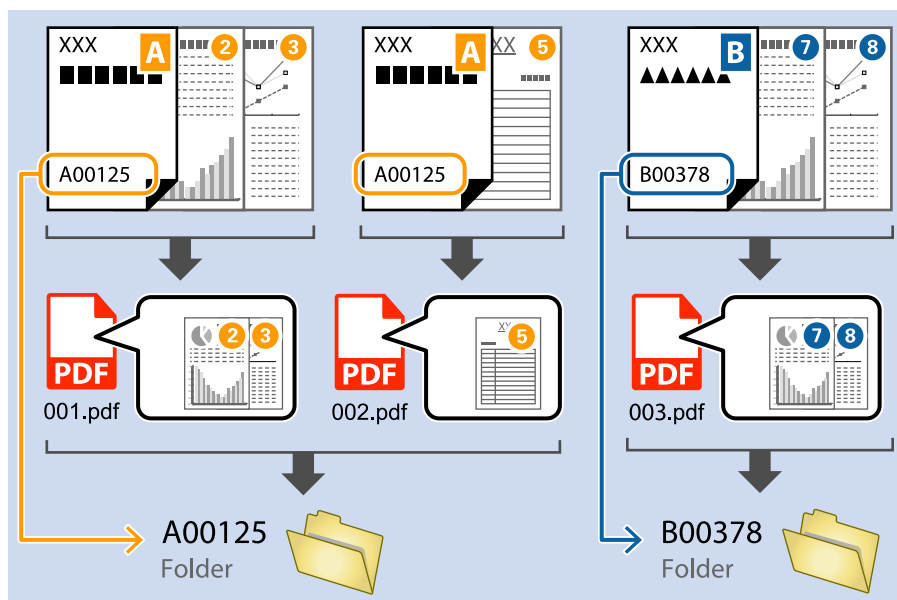 XXX A 2 3
A00125
XXX A XX 5
A00125
XXX B 7 8
B00378
PDF 2 3
001.pdf
PDF XX 5
002.pdf
PDF 7 8
003.pdf
A00125
Folder
B00378
Folder